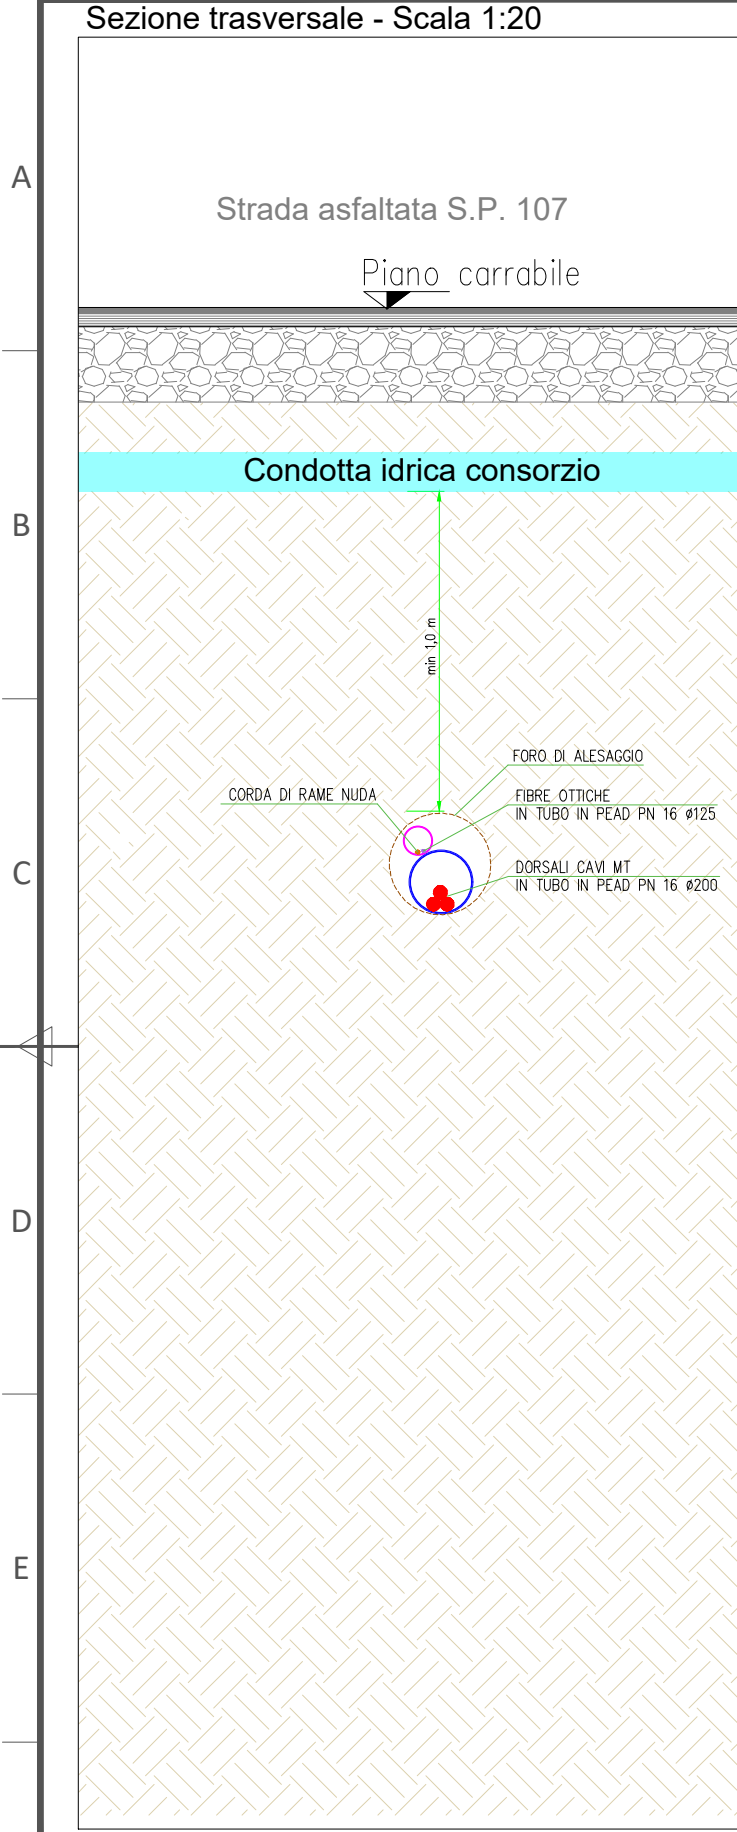 Sezione trasversale - Scala 1:20
A
Strada asfaltata S.P. 107
Piano carrabile
Condotta idrica consorzio
B
min 1,0 m
FORO DI ALESAGGIO
CORDA DI RAME NUDA
FIBRE OTTICHE
IN TUBO IN PEAD PN 16 ø125
C
DORSALI CAVI MT
IN TUBO IN PEAD PN 16 ø200
D
E